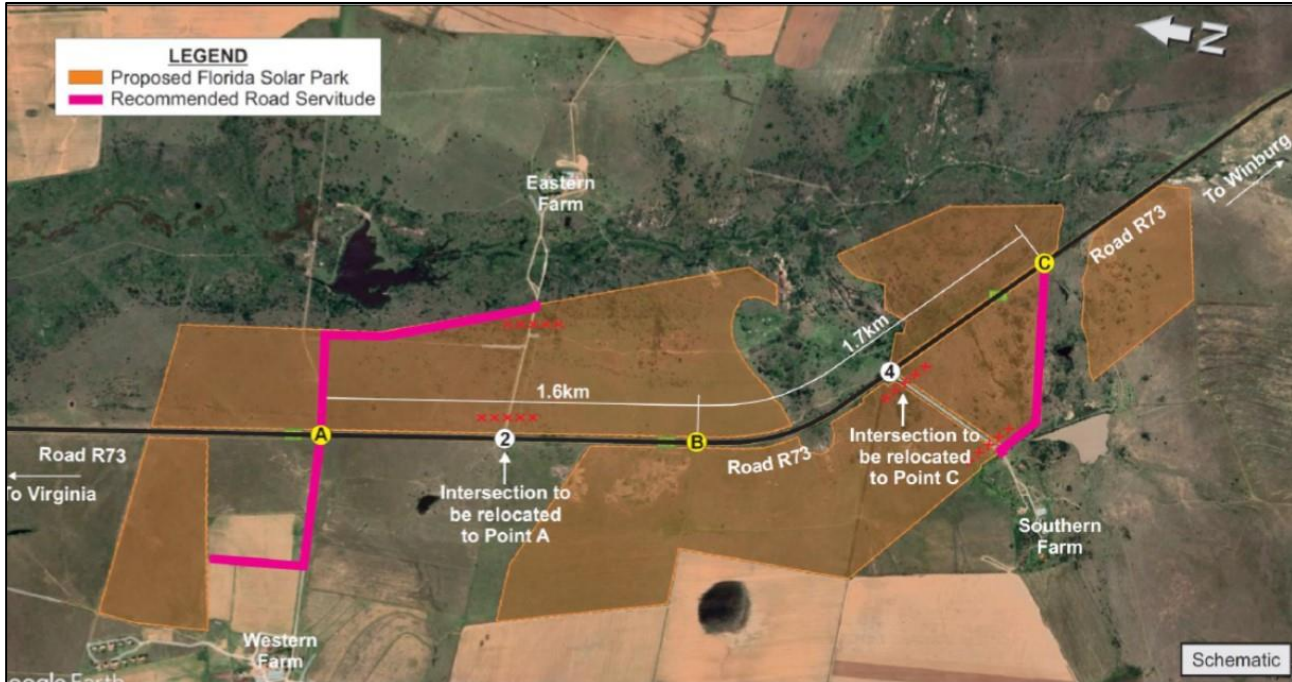 LEGEND
Proposed Florida Solar Park
Recommended Road Servitude
N
To Winburg
Eastern
Farm
Road R73
C
1.7km
4
1.6km
A
2
B
Road R73
Intersection to
be relocated
to Point C
Road R73
To Virginia
Intersection to
be relocated
to Point A
Southern
Farm
Western
Farm
Schematic
oogle Earth